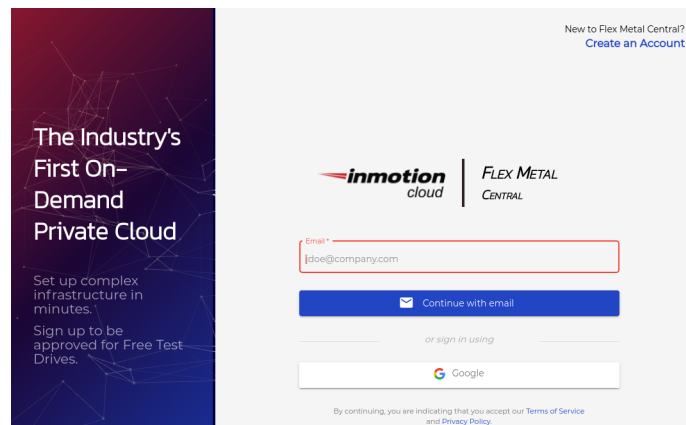 New to Flex Metal Central?
Create an Account
The Industry's
First On-
Demand
Private Cloud
Set up complex
infrastructure in
minutes.
Sign up to be
approved for Free Test
Drives.
inmotion
cloud
FLEX METAL
CENTRAL
Email *
jdoe@company.com
Continue with email
or sign in using
Google
By continuing, you are indicating that you accept our Terms of Service
and Privacy Policy.